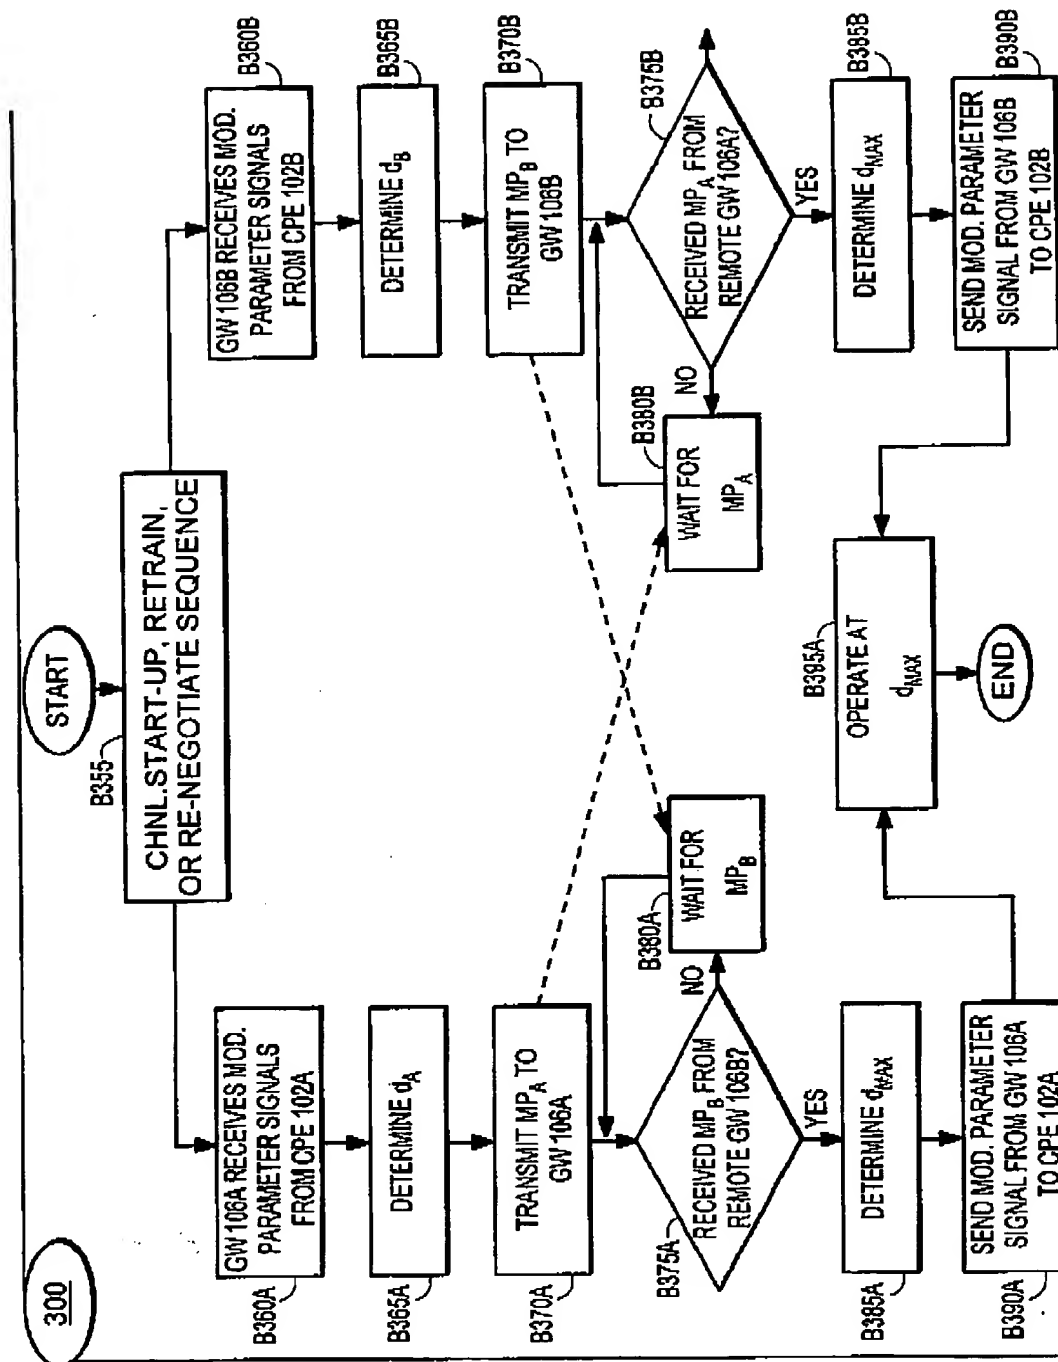 300
START
B355
CHNL.START-UP, RETRAIN,
OR RE-NEGOTIATE SEQUENCE
B360A
GW 106A RECEIVES MOD.
PARAMETER SIGNALS
FROM CPE 102A
B365A
DETERMINE dA
B370A
TRANSMIT MPA TO
GW 106A
B375A
RECEIVED MPB FROM
REMOTE GW 106B?
NO
YES
B380A
WAIT FOR
MPB
B385A
DETERMINE dMAX
B390A
SEND MOD. PARAMETER
SIGNAL FROM GW 106A
TO CPE 102A
B360B
GW 106B RECEIVES MOD.
PARAMETER SIGNALS
FROM CPE 102B
B365B
DETERMINE dB
B370B
TRANSMIT MPB TO
GW 106B
B375B
RECEIVED MPA FROM
REMOTE GW 106A?
NO
YES
B380B
WAIT FOR
MPA
B385B
DETERMINE dMAX
B390B
SEND MOD. PARAMETER
SIGNAL FROM GW 106B
TO CPE 102B
B395A
OPERATE AT
dMAX
END